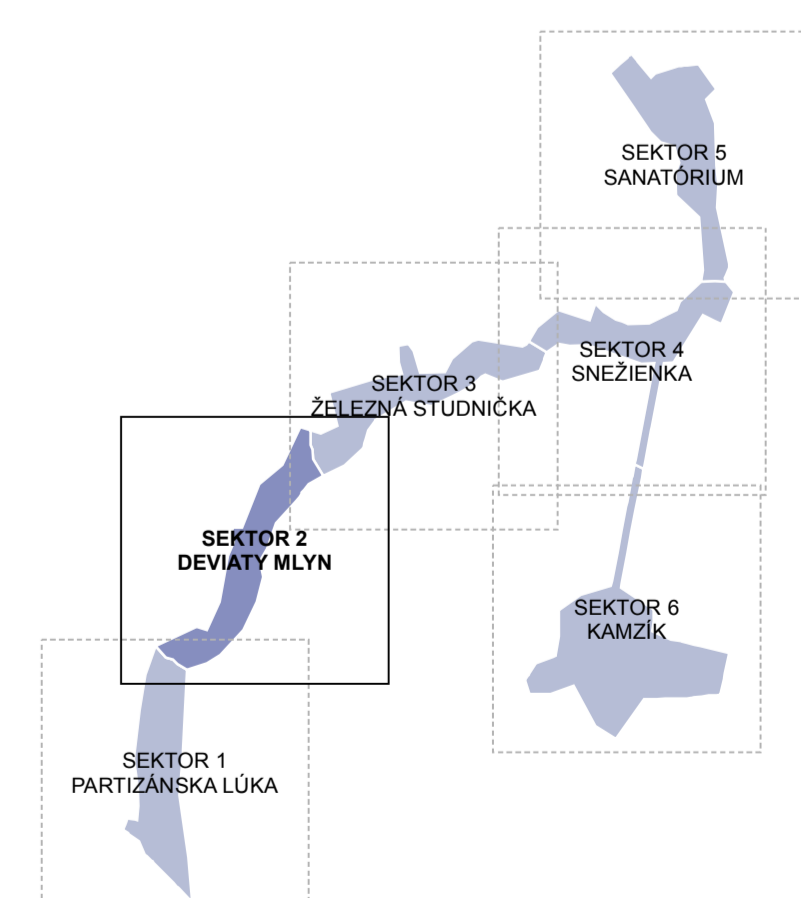 SEKTOR 5
SANATÓRIUM
SEKTOR 4
SNEŽIENKA
SEKTOR 3
ŽELEZNÁ STUDNIČKA
SEKTOR 2
DEVIATY MLYN
SEKTOR 6
KAMZÍK
SEKTOR 1
PARTIZÁNSKA LÚKA